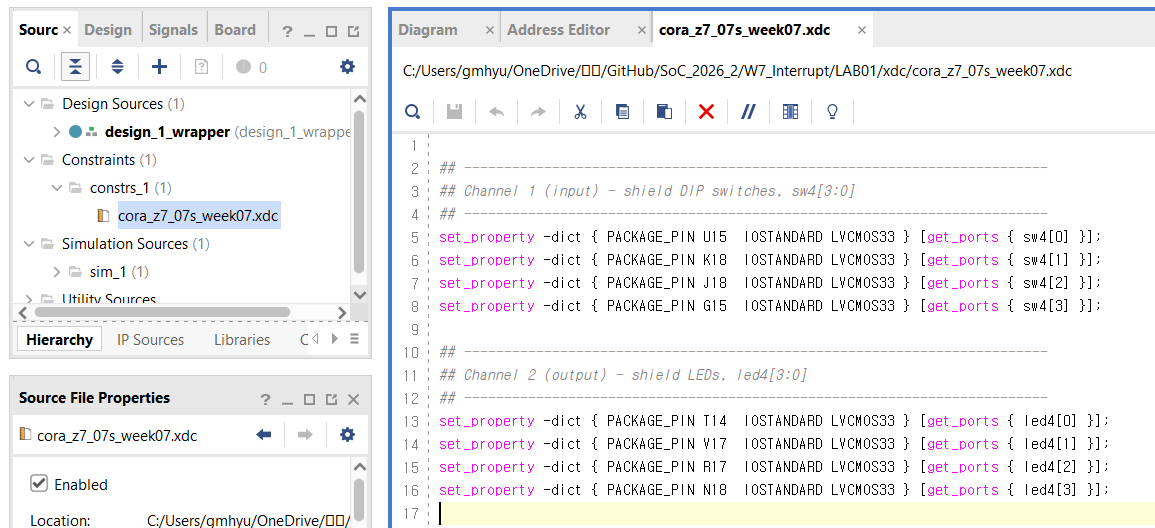 Sourc × Design Signals Board ? _
0
Design Sources (1)
design_1_wrapper (design_1_wrappe
Constraints (1)
constrs_1 (1)
cora_z7_07s_week07.xdc
Simulation Sources (1)
sim_1 (1)
Utility Sources
Hierarchy IP Sources Libraries C
Source File Properties ? _ ×
cora_z7_07s_week07.xdc
Enabled
Location: C:/Users/gmhyu/OneDrive/□□/
Diagram × Address Editor × cora_z7_07s_week07.xdc ×
C:/Users/gmhyu/OneDrive/□□/GitHub/SoC_2026_2/W7_Interrupt/LAB01/xdc/cora_z7_07s_week07.xdc
1
2 ## -------------------------------------------------------------------------
3 ## Channel 1 (input) - shield DIP switches, sw4[3:0]
4 ## -------------------------------------------------------------------------
5 set_property -dict { PACKAGE_PIN U15 IOSTANDARD LVCMOS33 } [get_ports { sw4[0] }];
6 set_property -dict { PACKAGE_PIN K18 IOSTANDARD LVCMOS33 } [get_ports { sw4[1] }];
7 set_property -dict { PACKAGE_PIN J18 IOSTANDARD LVCMOS33 } [get_ports { sw4[2] }];
8 set_property -dict { PACKAGE_PIN G15 IOSTANDARD LVCMOS33 } [get_ports { sw4[3] }];
9
10 ## -------------------------------------------------------------------------
11 ## Channel 2 (output) - shield LEDs, led4[3:0]
12 ## -------------------------------------------------------------------------
13 set_property -dict { PACKAGE_PIN T14 IOSTANDARD LVCMOS33 } [get_ports { led4[0] }];
14 set_property -dict { PACKAGE_PIN V17 IOSTANDARD LVCMOS33 } [get_ports { led4[1] }];
15 set_property -dict { PACKAGE_PIN R17 IOSTANDARD LVCMOS33 } [get_ports { led4[2] }];
16 set_property -dict { PACKAGE_PIN N18 IOSTANDARD LVCMOS33 } [get_ports { led4[3] }];
17